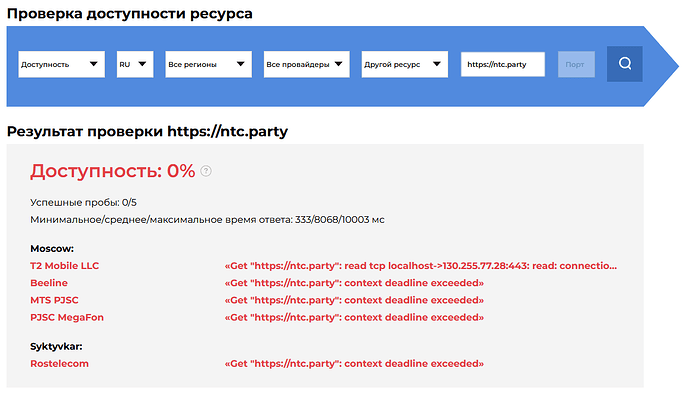 Проверка доступности ресурса
Доступность RU Все регионы Все провайдеры Другой ресурс https://ntc.party Порт
Результат проверки https://ntc.party
Доступность: 0% ?
Успешные пробы: 0/5
Минимальное/среднее/максимальное время ответа: 333/8068/10003 мс
Moscow:
T2 Mobile LLC «Get "https://ntc.party": read tcp localhost->130.255.77.28:443: read: connectio...
Beeline «Get "https://ntc.party": context deadline exceeded»
MTS PJSC «Get "https://ntc.party": context deadline exceeded»
PJSC MegaFon «Get "https://ntc.party": context deadline exceeded»
Syktyvkar:
Rostelecom «Get "https://ntc.party": context deadline exceeded»